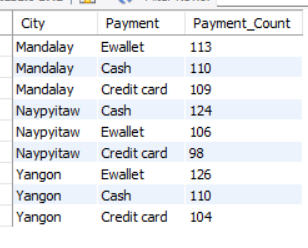 City Payment Payment_Count
Mandalay Ewallet 113
Mandalay Cash 110
Mandalay Credit card 109
Naypyitaw Cash 124
Naypyitaw Ewallet 106
Naypyitaw Credit card 98
Yangon Ewallet 126
Yangon Cash 110
Yangon Credit card 104